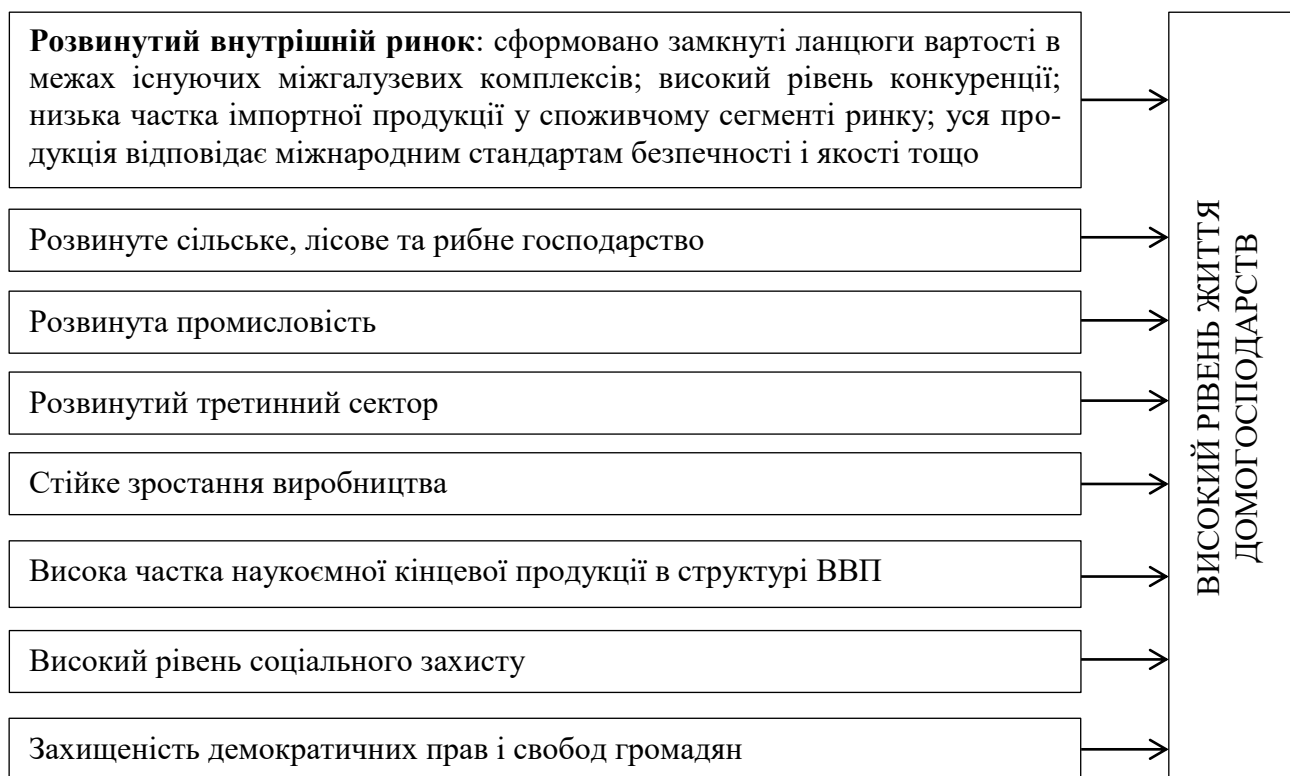 Розвинутий внутрішній ринок: сформовано замкнуті ланцюги вартості в
межах існуючих міжгалузевих комплексів; високий рівень конкуренції;
низька частка імпортної продукції у споживчому сегменті ринку; уся про-
дукція відповідає міжнародним стандартам безпечності і якості тощо
Розвинуте сільське, лісове та рибне господарство
Розвинута промисловість
Розвинутий третинний сектор
Стійке зростання виробництва
Висока частка наукоємної кінцевої продукції в структурі ВВП
Високий рівень соціального захисту
Захищеність демократичних прав і свобод громадян
ВИСОКИЙ РІВЕНЬ ЖИТТЯ
ДОМОГОСПОДАРСТВ